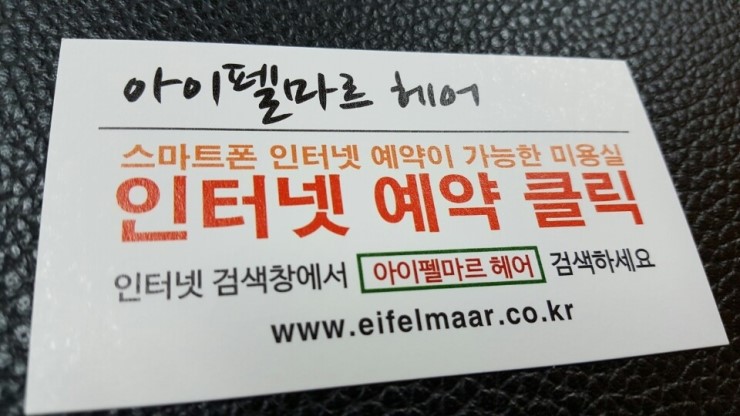 아이펠마르 헤어
스마트폰 인터넷 예약이 가능한 미용실
인터넷 예약 클릭
인터넷 검색창에서 아이펠마르 헤어 검색하세요
www.eifelmaar.co.kr